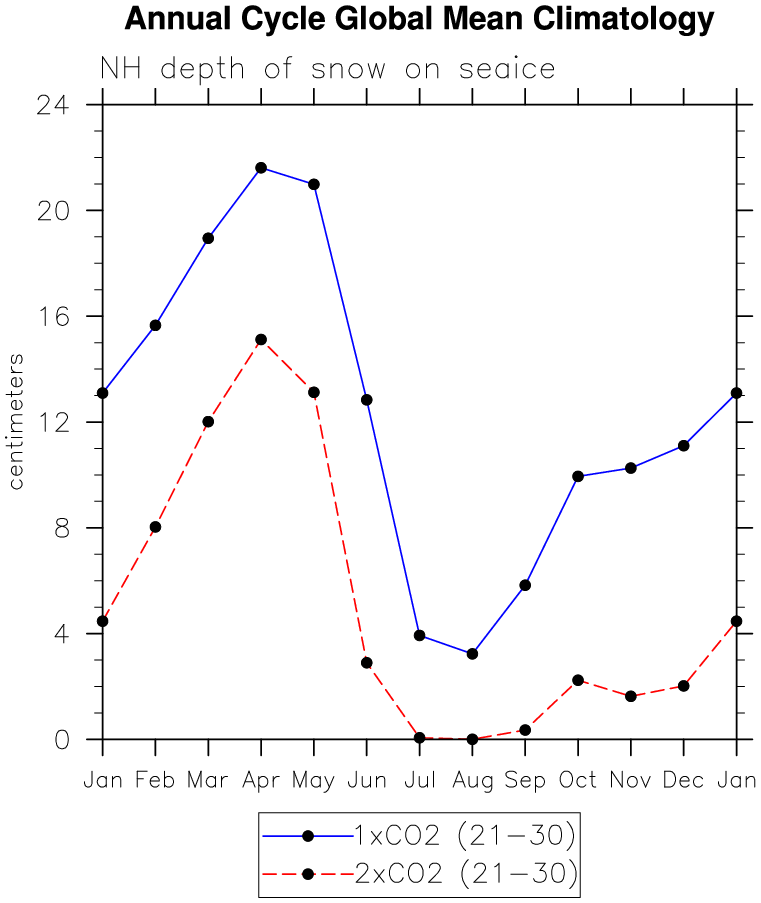 Annual Cycle Global Mean Climatology
NH depth of snow on seaice
24
20
16
12
8
4
0
centimeters
Jan Feb Mar Apr May Jun Jul Aug Sep Oct Nov Dec Jan
1xCO2 (21-30)
2xCO2 (21-30)